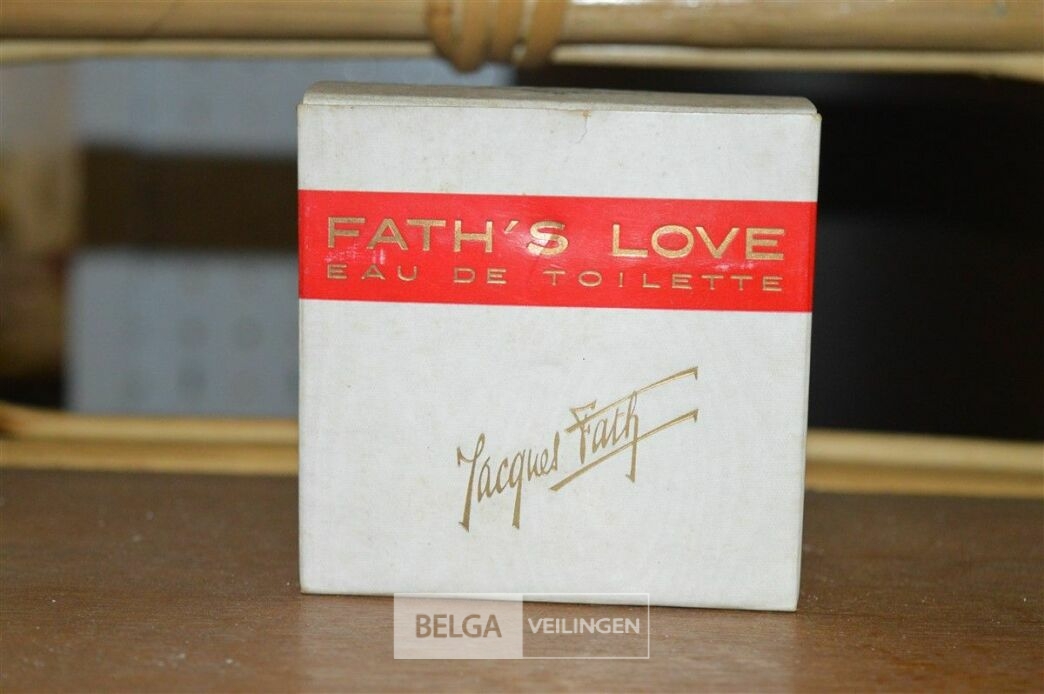 FATH'S LOVE
EAU DE TOILETTE
Jacques Fath
BELGA VEILINGEN